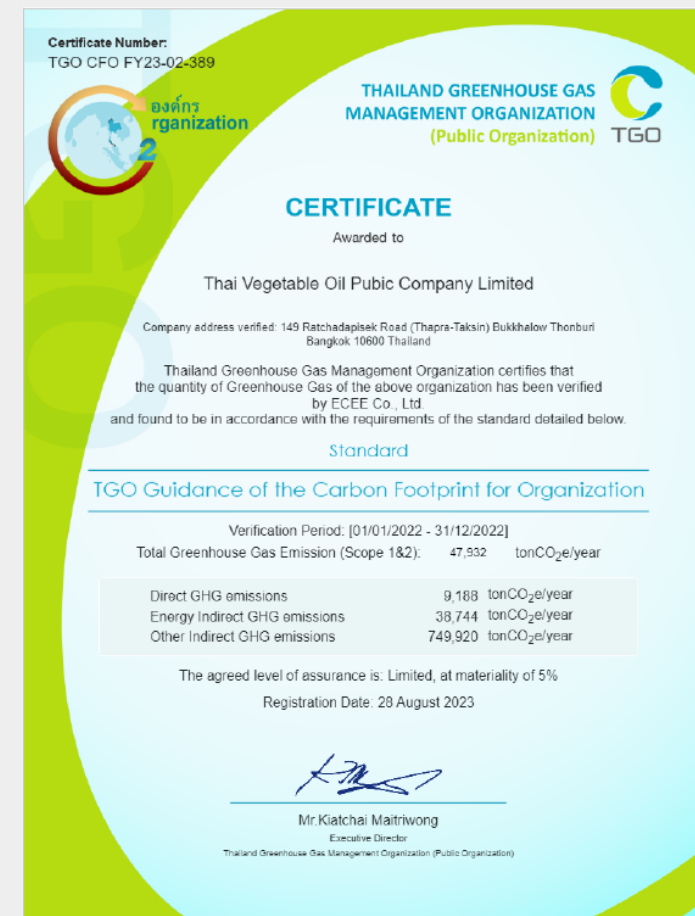 Certificate Number:
TGO CFO FY23-02-389
องค์กร
rganization
2
THAILAND GREENHOUSE GAS
MANAGEMENT ORGANIZATION
(Public Organization)
TGO
CERTIFICATE
Awarded to
Thai Vegetable Oil Pubic Company Limited
Company address verified: 149 Ratchadapisek Road (Thapra-Taksin) Bukkhalow Thonburi
Bangkok 10600 Thailand
Thailand Greenhouse Gas Management Organization certifies that
the quantity of Greenhouse Gas of the above organization has been verified
by ECEE Co., Ltd.
and found to be in accordance with the requirements of the standard detailed below.
Standard
TGO Guidance of the Carbon Footprint for Organization
Verification Period: [01/01/2022 - 31/12/2022]
Total Greenhouse Gas Emission (Scope 1&2): 47,932 tonCO₂e/year
Direct GHG emissions 9,188 tonCO₂e/year
Energy Indirect GHG emissions 38,744 tonCO₂e/year
Other Indirect GHG emissions 749,920 tonCO₂e/year
The agreed level of assurance is: Limited, at materiality of 5%
Registration Date: 28 August 2023
Mr.Kiatchai Maitriwong
Executive Director
Thailand Greenhouse Gas Management Organization (Public Organization)